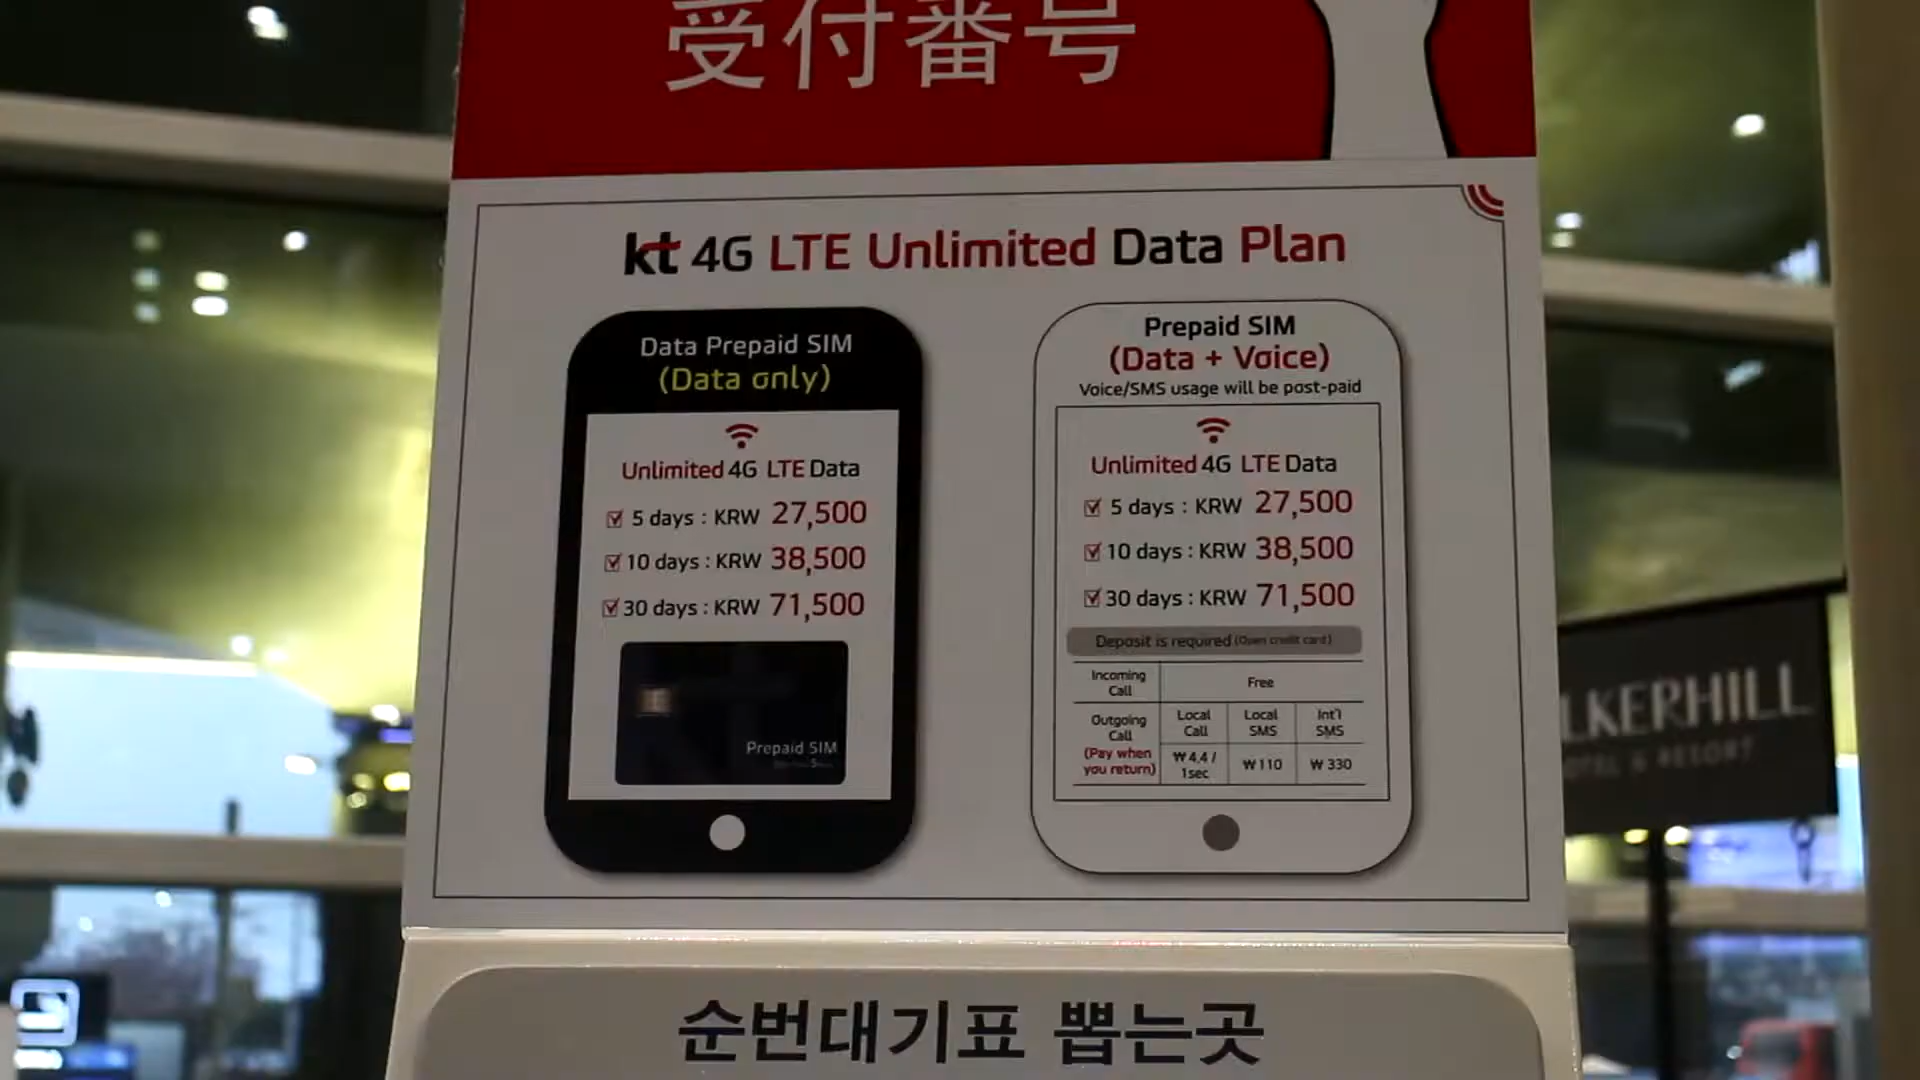 受付番号
kt 4G LTE Unlimited Data Plan
Data Prepaid SIM
(Data only)
Unlimited 4G LTE Data
5 days : KRW 27,500
10 days : KRW 38,500
30 days : KRW 71,500
Prepaid SIM
Prepaid SIM
(Data + Voice)
Voice/SMS usage will be post-paid
Unlimited 4G LTE Data
5 days : KRW 27,500
10 days : KRW 38,500
30 days : KRW 71,500
Deposit is required (Open credit card)
Incoming
Call
Free
Outgoing
Call
(Pay when
you return)
Local
Call
Local
SMS
Int'l
SMS
₩ 4.4 /
1sec
₩ 110
₩ 330
LKERHILL
OTEL & RESORT
순번대기표 뽑는곳